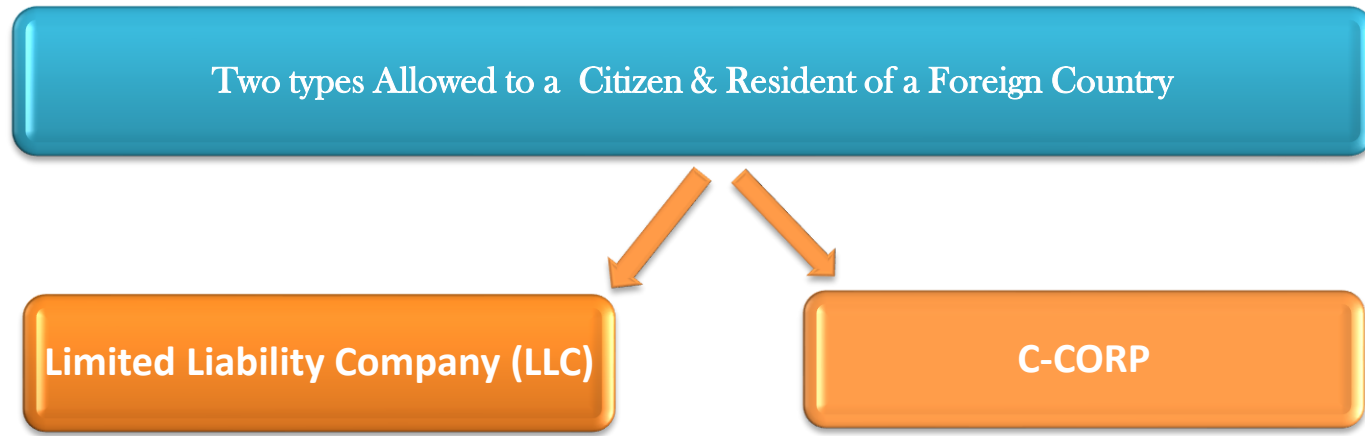 Two types Allowed to a Citizen & Resident of a Foreign Country
Limited Liability Company (LLC)
C-CORP